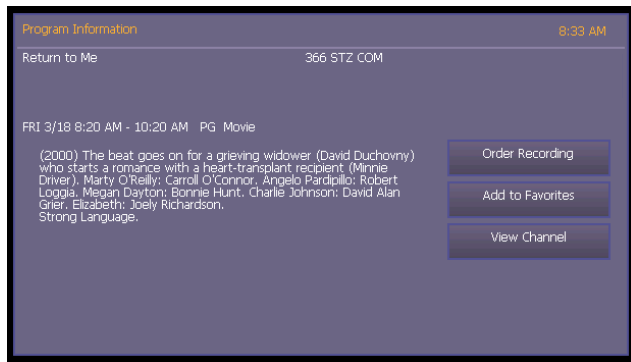 Program Information 8:33 AM
Return to Me 366 STZ COM
FRI 3/18 8:20 AM - 10:20 AM PG Movie
(2000) The beat goes on for a grieving widower (David Duchovny)
who starts a romance with a heart-transplant recipient (Minnie
Driver). Marty O'Reilly: Carroll O'Connor. Angelo Pardipillo: Robert
Loggia. Megan Dayton: Bonnie Hunt. Charlie Johnson: David Alan
Grier. Elizabeth: Joely Richardson.
Strong Language.
Order Recording
Add to Favorites
View Channel